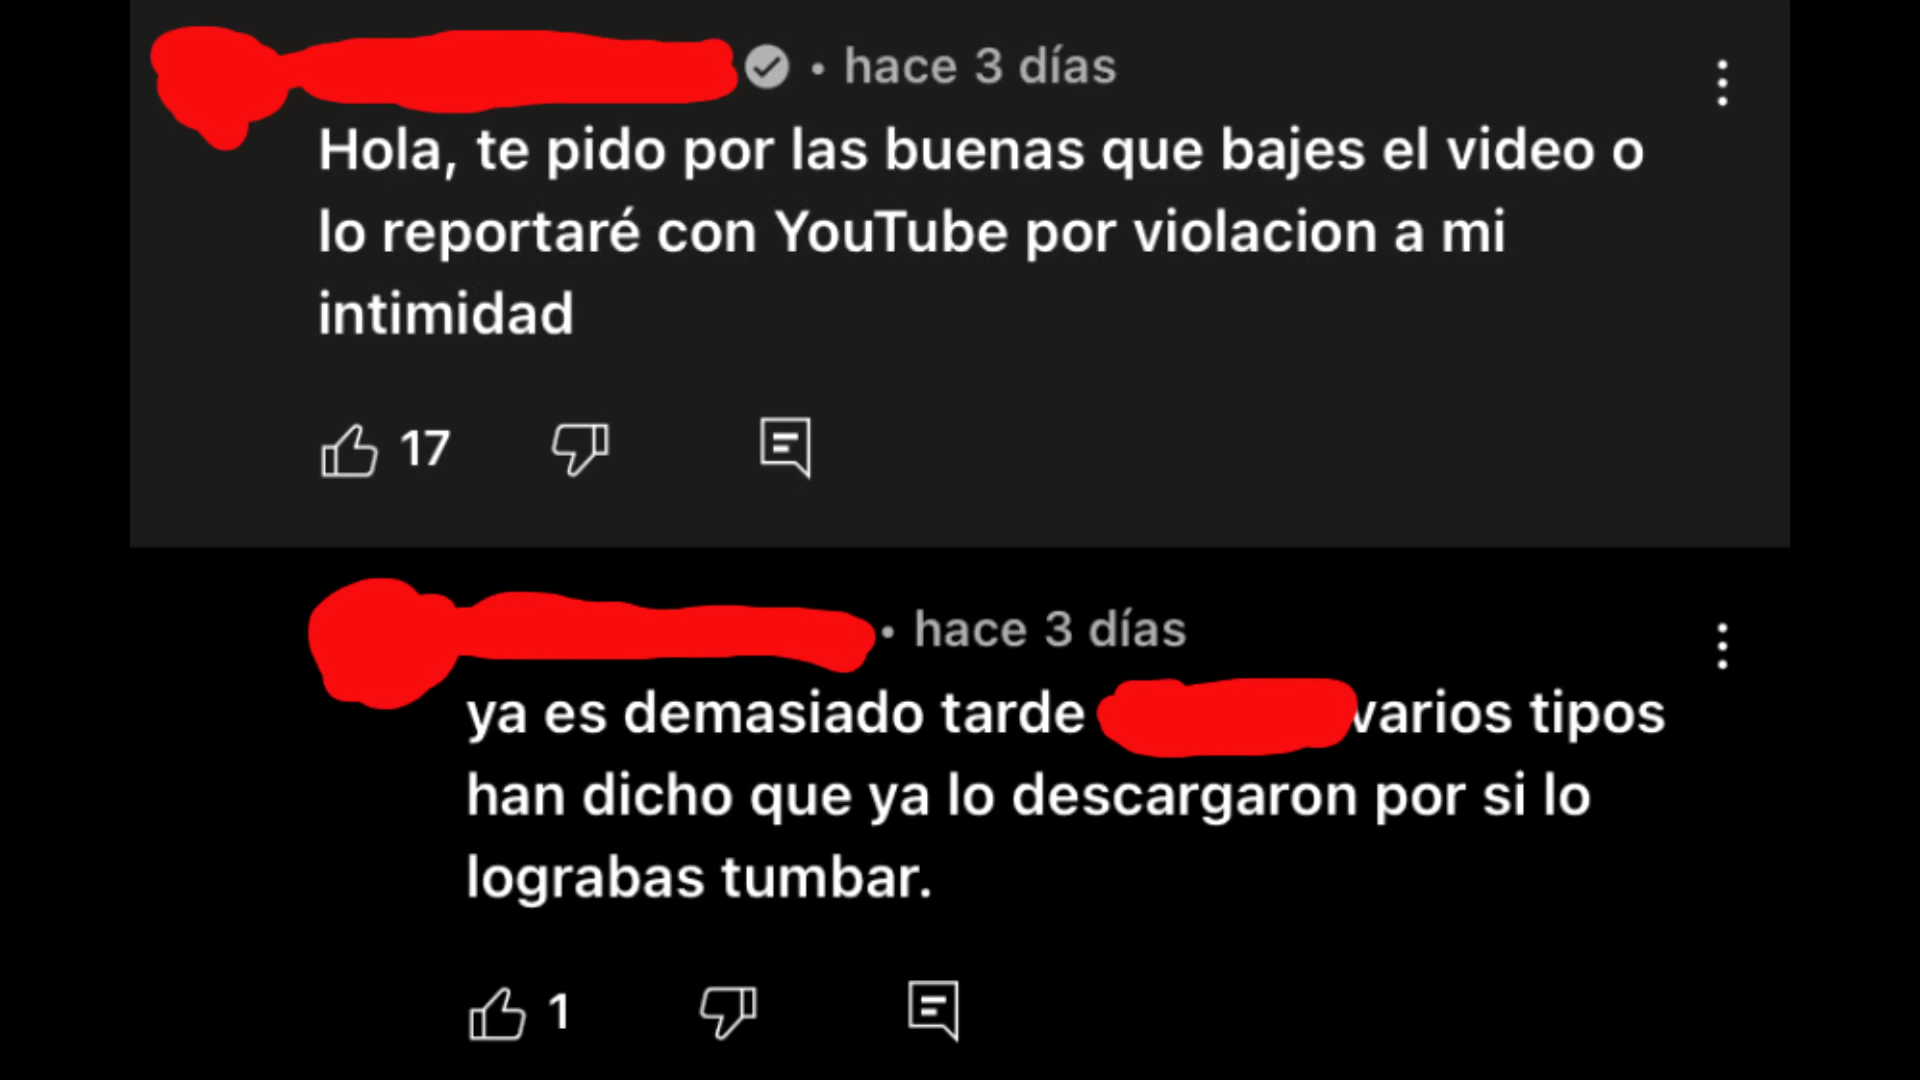 • hace 3 días
Hola, te pido por las buenas que bajes el video o
lo reportaré con YouTube por violacion a mi
intimidad
17
• hace 3 días
ya es demasiado tarde varios tipos
han dicho que ya lo descargaron por si lo
lograbas tumbar.
1